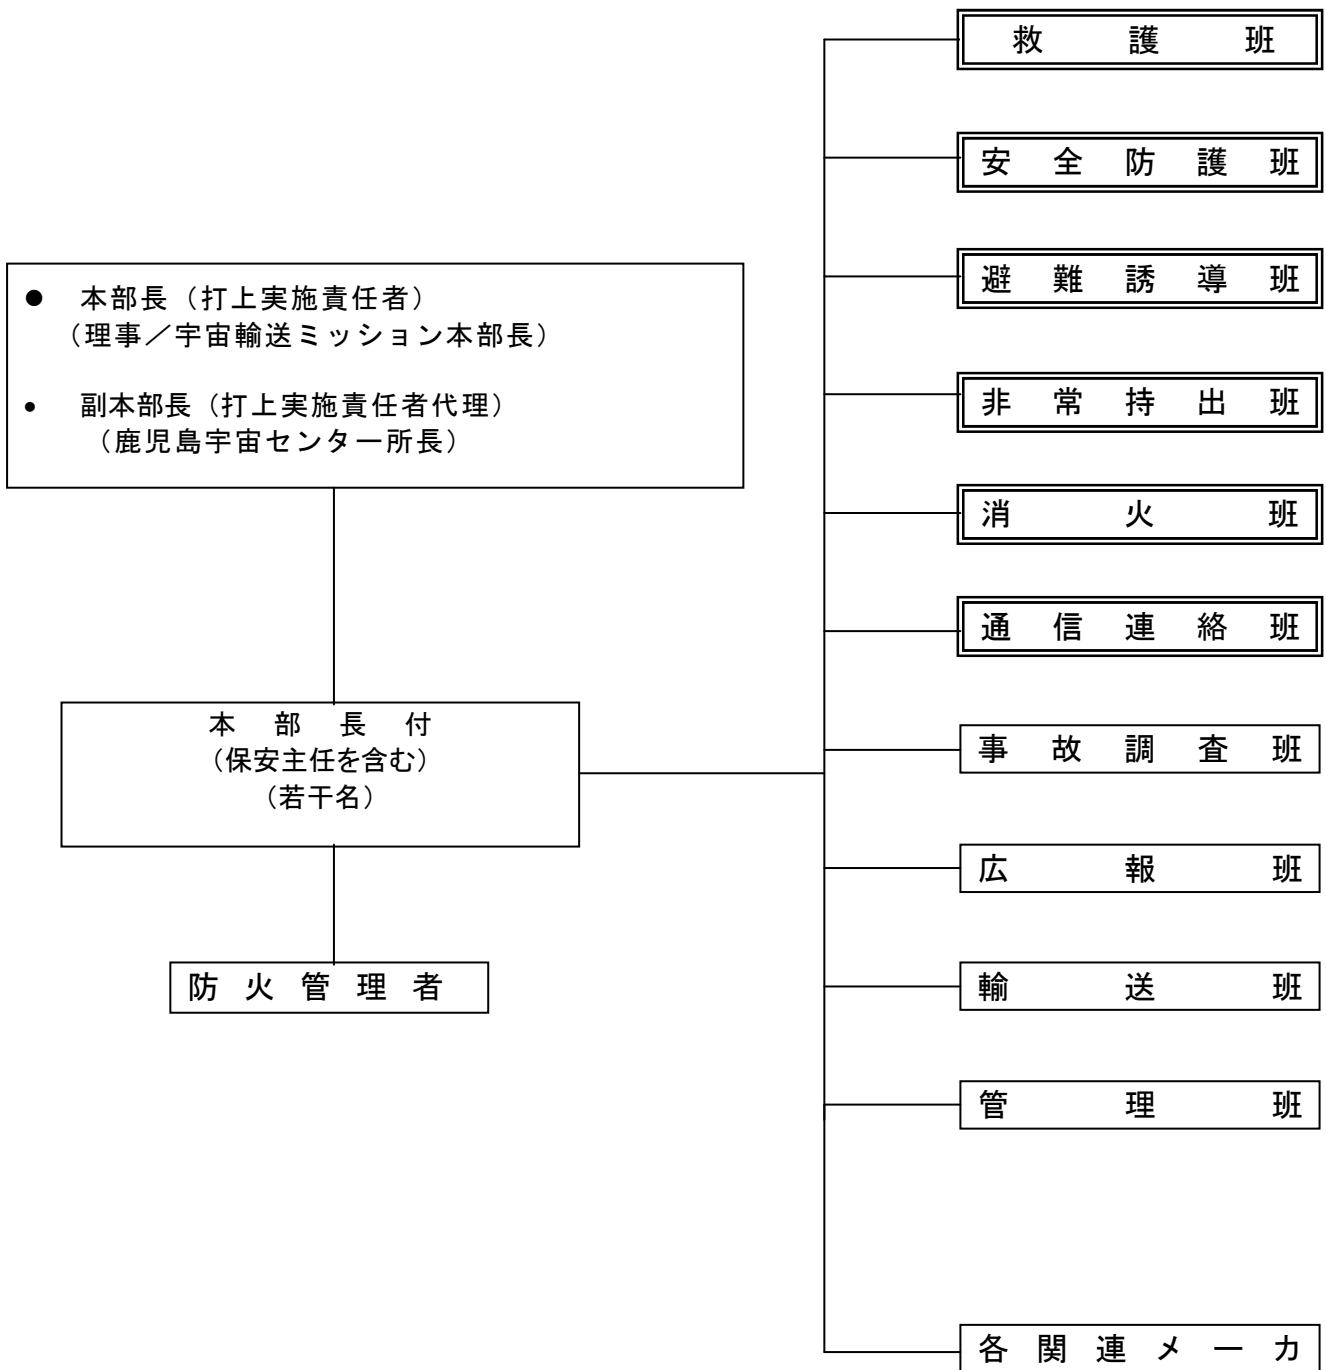 救護班
安全防護班
避難誘導班
非常持出班
消火班
通信連絡班
事故調査班
広報班
輸送班
管理班
各関連メーカ
● 本部長（打上実施責任者）
（理事／宇宙輸送ミッション本部長）
• 副本部長（打上実施責任者代理）
（鹿児島宇宙センター所長）
本部長付
（保安主任を含む）
（若干名）
防火管理者